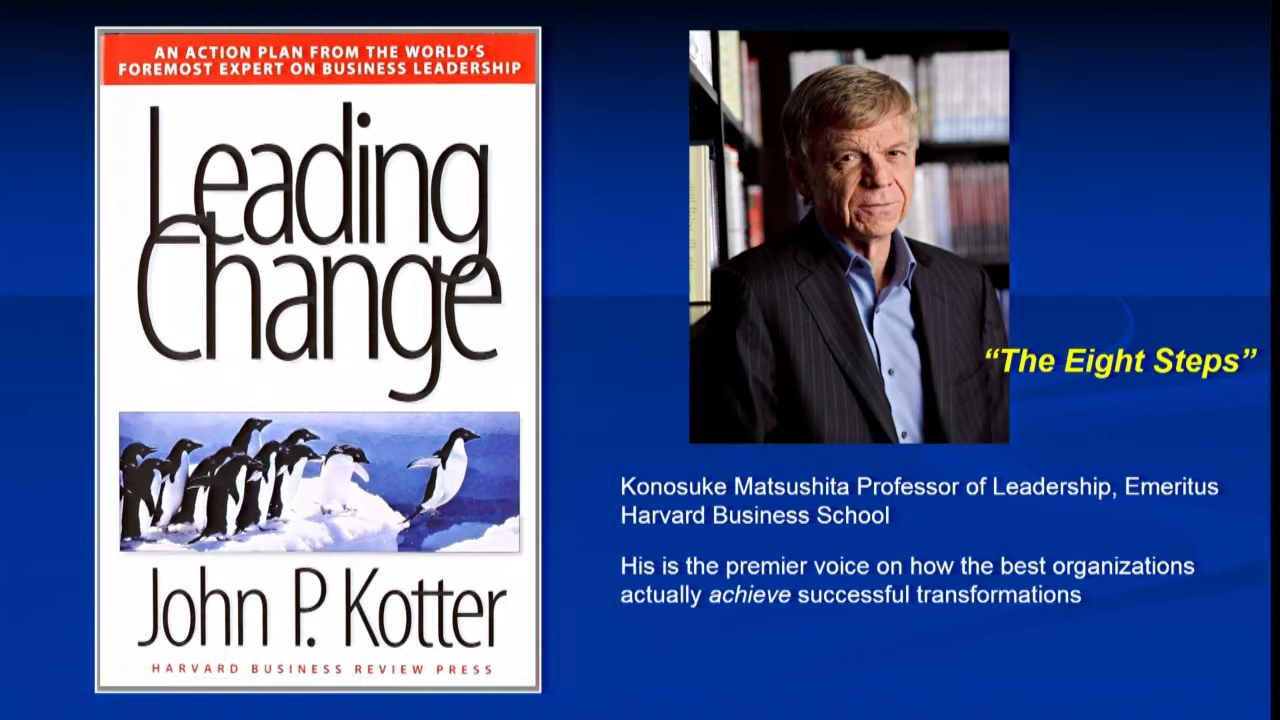 AN ACTION PLAN FROM THE WORLD'S
FOREMOST EXPERT ON BUSINESS LEADERSHIP
Leading
Change
John P. Kotter
HARVARD BUSINESS REVIEW PRESS
“The Eight Steps”
Konosuke Matsushita Professor of Leadership, Emeritus
Harvard Business School
His is the premier voice on how the best organizations
actually achieve successful transformations